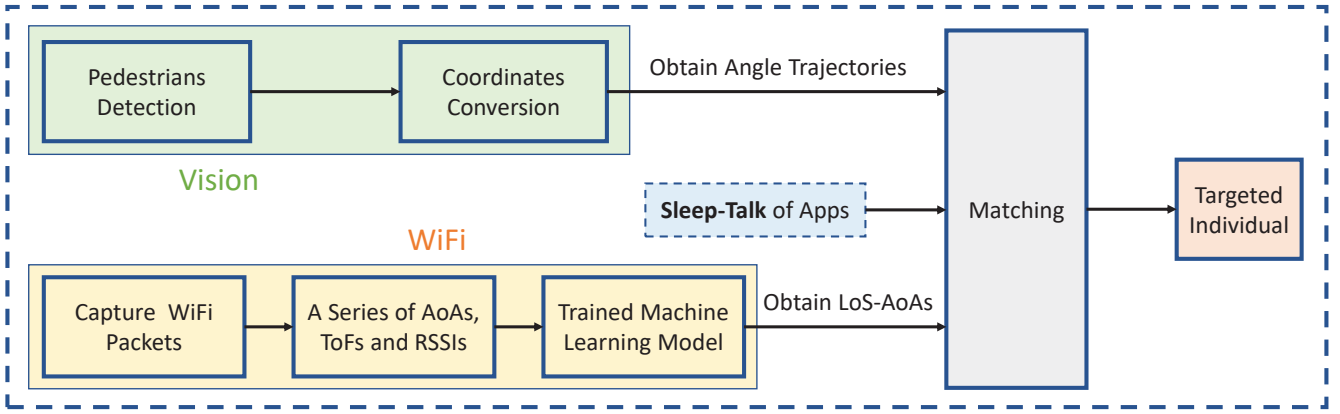 Pedestrians
Detection
Coordinates
Conversion
Obtain Angle Trajectories
Vision
Sleep-Talk of Apps
Matching
Targeted
Individual
WiFi
Capture WiFi
Packets
A Series of AoAs,
ToFs and RSSIs
Trained Machine
Learning Model
Obtain LoS-AoAs